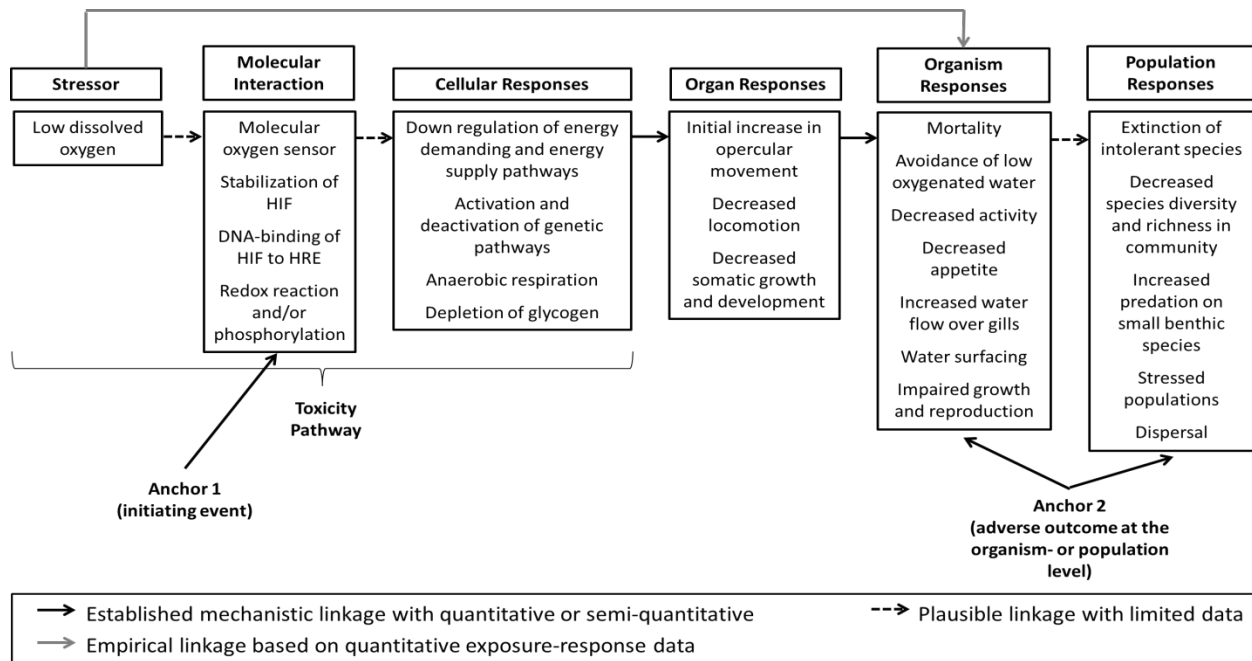 Stressor
Molecular
Interaction
Cellular Responses
Organ Responses
Organism
Responses
Population
Responses
Low dissolved
oxygen
Molecular
oxygen sensor
Stabilization of
HIF
DNA-binding of
HIF to HRE
Redox reaction
and/or
phosphorylation
Down regulation of energy
demanding and energy
supply pathways
Activation and
deactivation of genetic
pathways
Anaerobic respiration
Depletion of glycogen
Initial increase in
opercular
movement
Decreased
locomotion
Decreased
somatic growth
and development
Mortality
Avoidance of low
oxygenated water
Decreased activity
Decreased
appetite
Increased water
flow over gills
Water surfacing
Impaired growth
and reproduction
Extinction of
intolerant species
Decreased
species diversity
and richness in
community
Increased
predation on
small benthic
species
Stressed
populations
Dispersal
Toxicity
Pathway
Anchor 1
(initiating event)
Anchor 2
(adverse outcome at the
organism- or population
level)
Established mechanistic linkage with quantitative or semi-quantitative
Plausible linkage with limited data
Empirical linkage based on quantitative exposure-response data